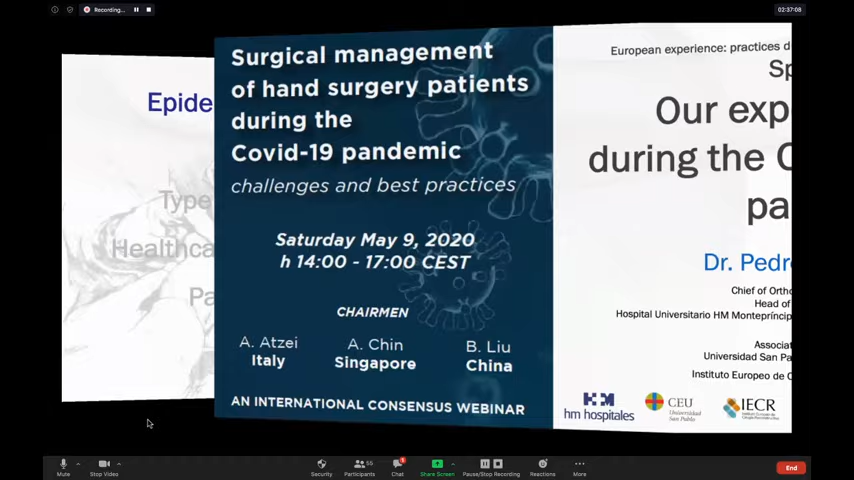 Recording...
02:37:08
Epide
Type
Healthca
Pa
Surgical management
of hand surgery patients
during the
Covid-19 pandemic
challenges and best practices
Saturday May 9, 2020
h 14:00 - 17:00 CEST
CHAIRMEN
A. Atzei
Italy
A. Chin
Singapore
B. Liu
China
AN INTERNATIONAL CONSENSUS WEBINAR
European experience: practices d
Sp
Our exp
during the C
pa
Dr. Pedr
Chief of Ortho
Head of
Hospital Universitario HM Montepríncip
Associat
Universidad San Pa
Instituto Europeo de C
hm hospitales
CEU
Universidad
San Pablo
IECR
Mute
Stop Video
Security
Participants
55
Chat
Share Screen
Pause/Stop Recording
Reactions
More
End